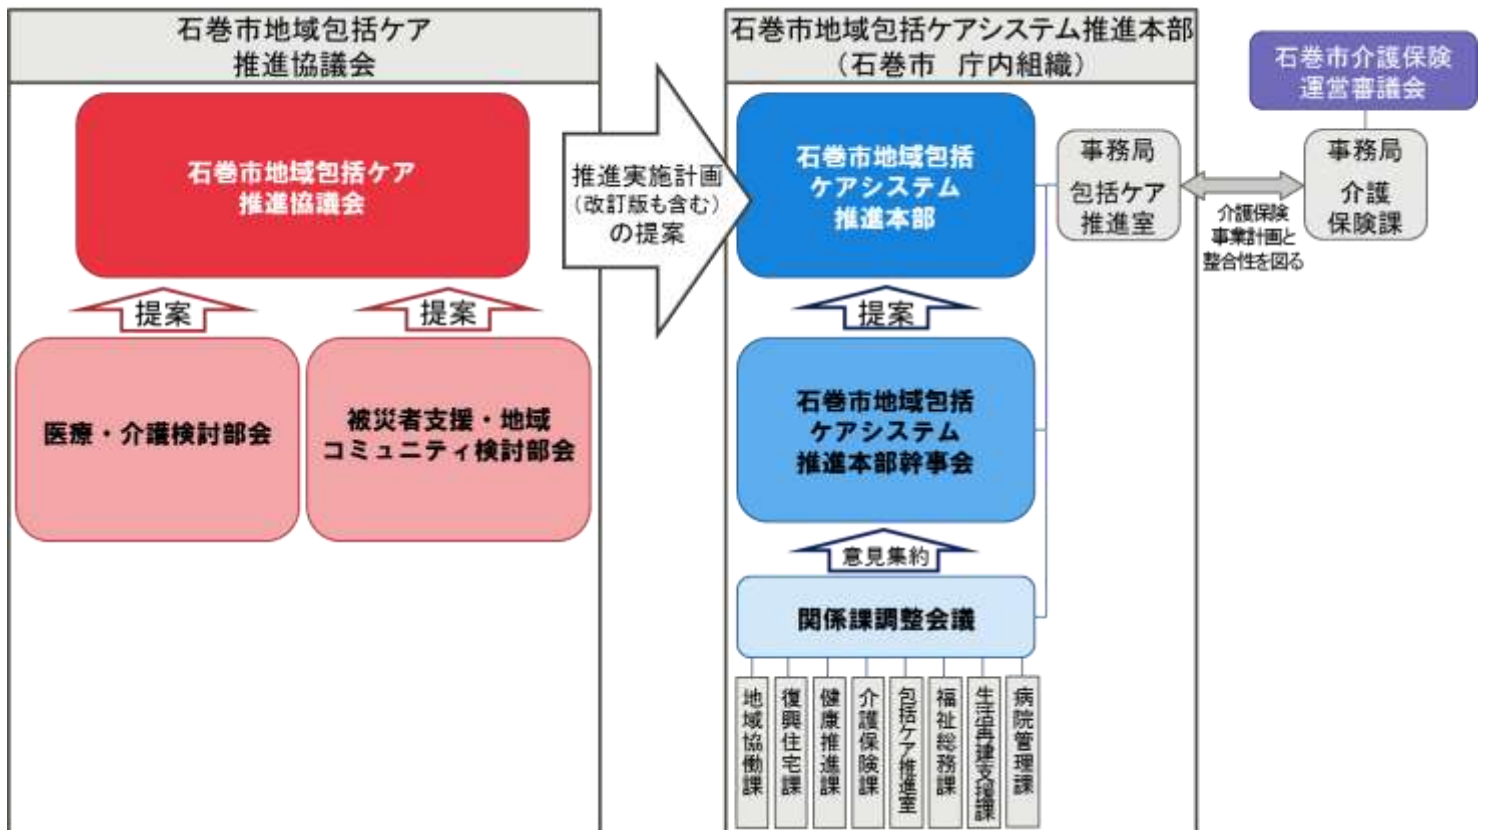 石巻市地域包括ケア
推進協議会
石巻市地域包括ケア
推進協議会
提案
提案
医療・介護検討部会
被災者支援・地域
コミュニティ検討部会
推進実施計画
（改訂版も含む）
の提案
石巻市地域包括ケアシステム推進本部
（石巻市　庁内組織）
石巻市地域包括
ケアシステム
推進本部
提案
石巻市地域包括
ケアシステム
推進本部幹事会
意見集約
関係課調整会議
地域協働課
復興住宅課
健康推進課
介護保険課
包括ケア推進室
福祉総務課
生活再建支援課
病院管理課
事務局
包括ケア
推進室
介護保険
事業計画と
整合性を図る
石巻市介護保険
運営審議会
事務局
介護
保険課